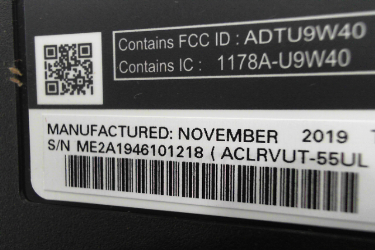 Contains FCC ID : ADTU9W40
Contains IC : 1178A-U9W40
MANUFACTURED: NOVEMBER 2019
S/N ME2A1946101218 ( ACLRVUT-55UL